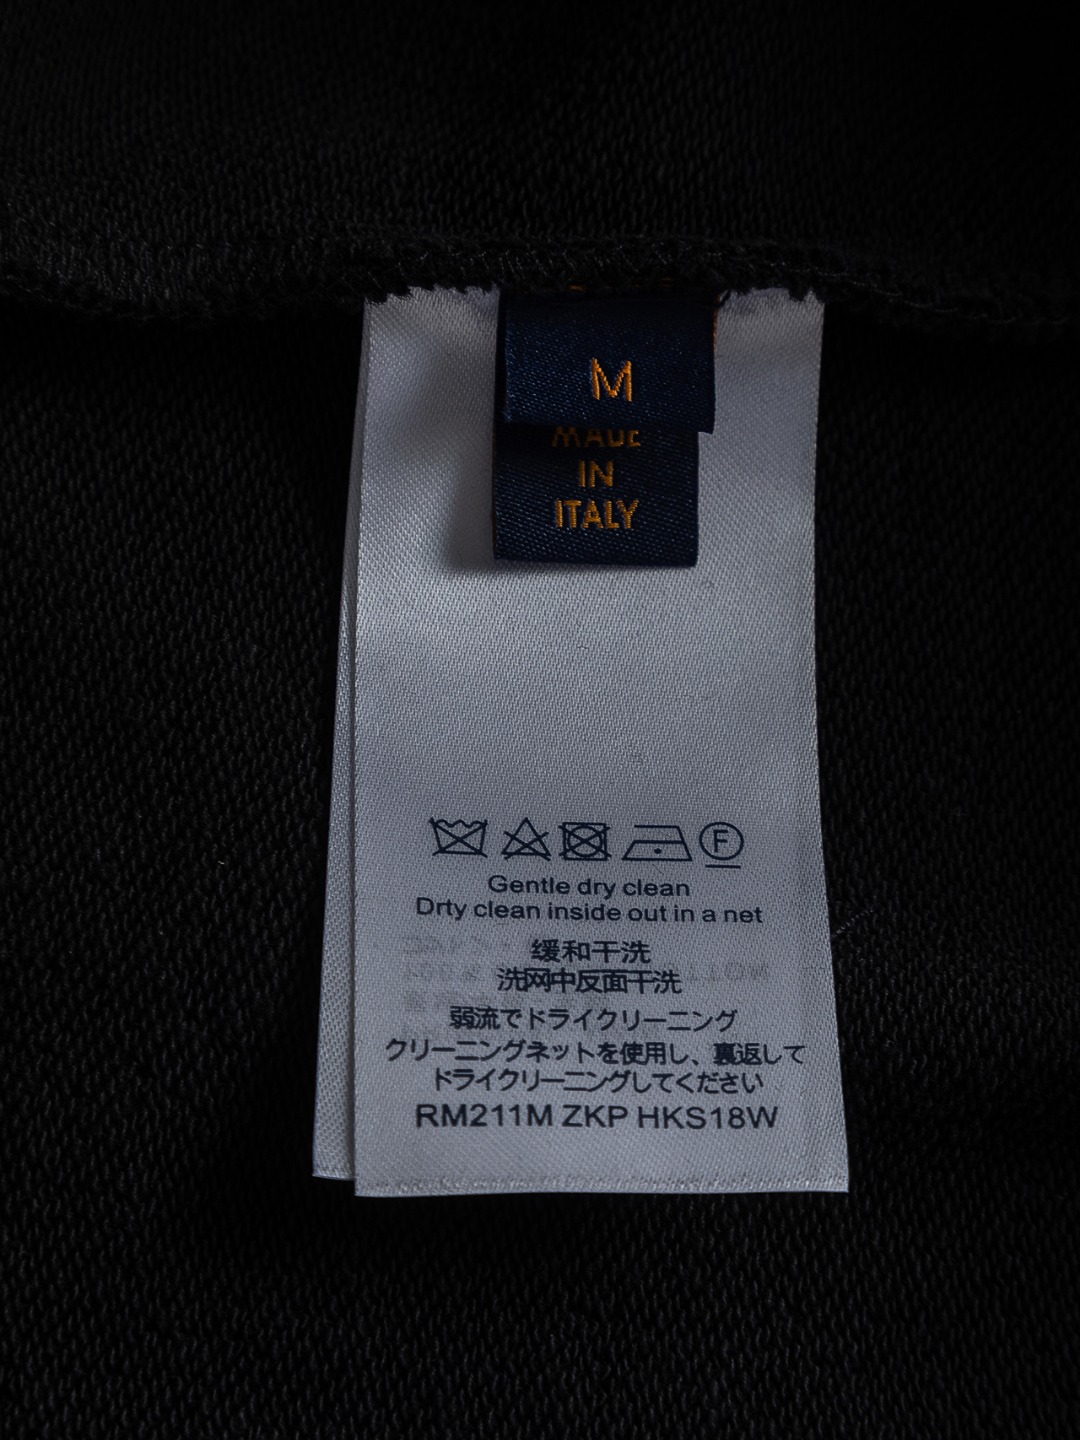 M
MADE
IN
ITALY
F
Gentle dry clean
Drty clean inside out in a net
缓和干洗
洗网中反面干洗
弱流でドライクリーニング
クリーニングネットを使用し、裏返して
ドライクリーニングしてください
RM211M ZKP HKS18W